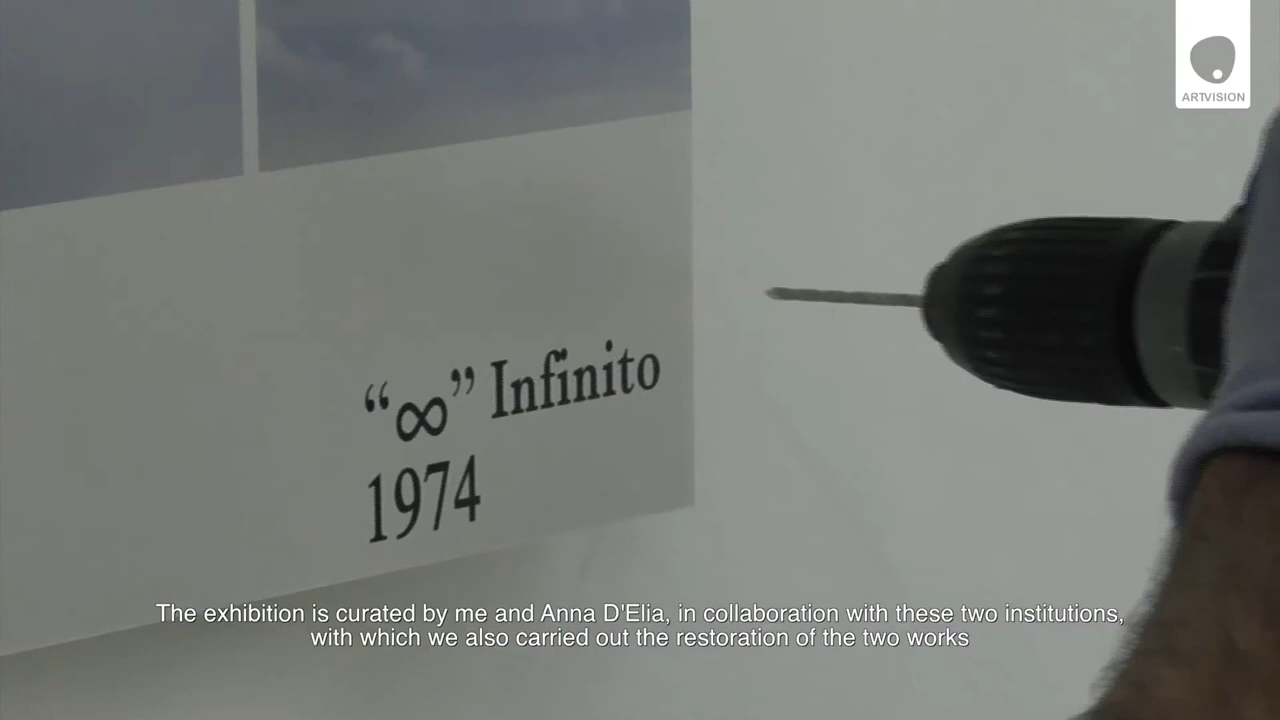 ARTVISION
“∞” Infinito
1974
The exhibition is curated by me and Anna D'Elia, in collaboration with these two institutions,
with which we also carried out the restoration of the two works